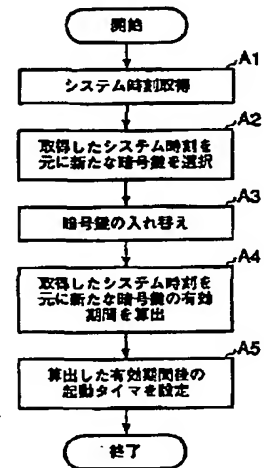 開始
A1
システム時刻取得
A2
取得したシステム時刻を
元に新たな暗号鍵を選択
A3
暗号鍵の入れ替え
A4
取得したシステム時刻を
元に新たな暗号鍵の有効
期間を算出
A5
算出した有効期間後の
起動タイマを設定
終了